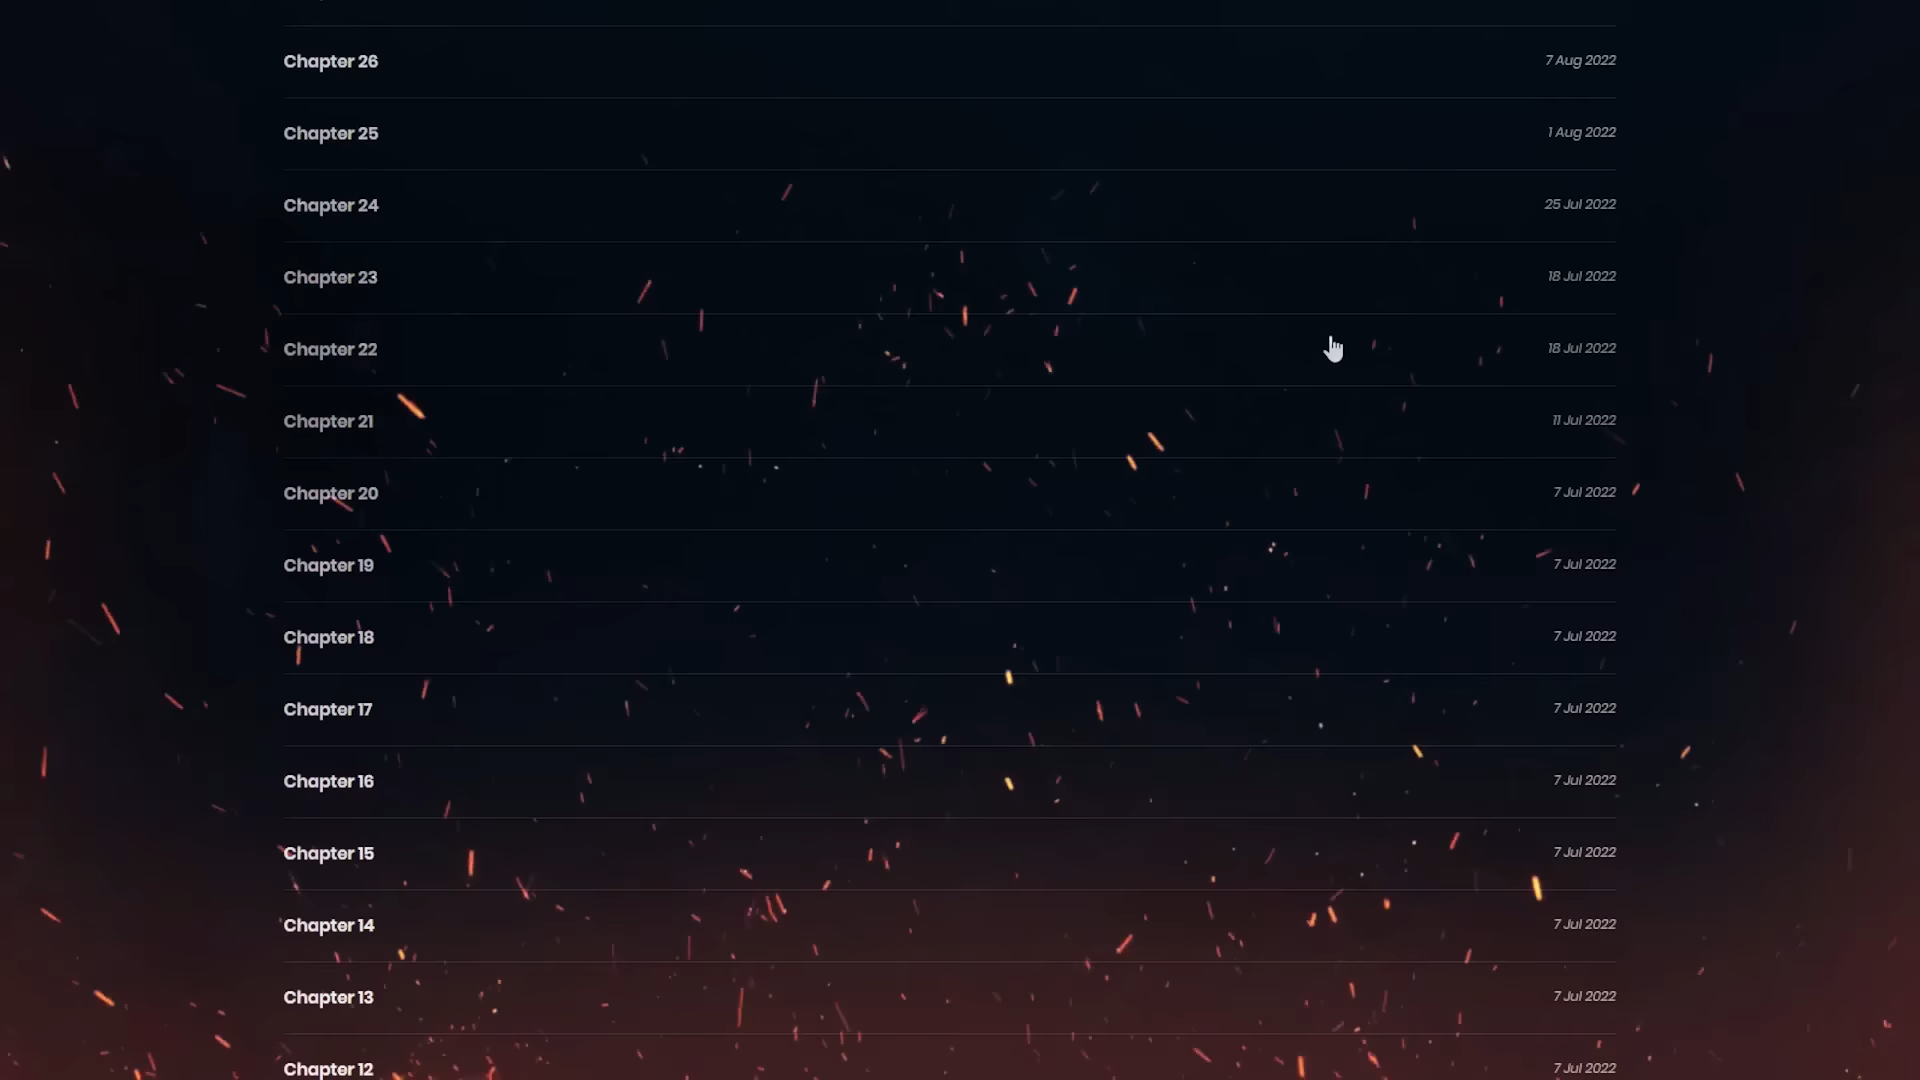 Chapter 26 7 Aug 2022
Chapter 25 1 Aug 2022
Chapter 24 25 Jul 2022
Chapter 23 18 Jul 2022
Chapter 22 18 Jul 2022
Chapter 21 11 Jul 2022
Chapter 20 7 Jul 2022
Chapter 19 7 Jul 2022
Chapter 18 7 Jul 2022
Chapter 17 7 Jul 2022
Chapter 16 7 Jul 2022
Chapter 15 7 Jul 2022
Chapter 14 7 Jul 2022
Chapter 13 7 Jul 2022
Chapter 12 7 Jul 2022